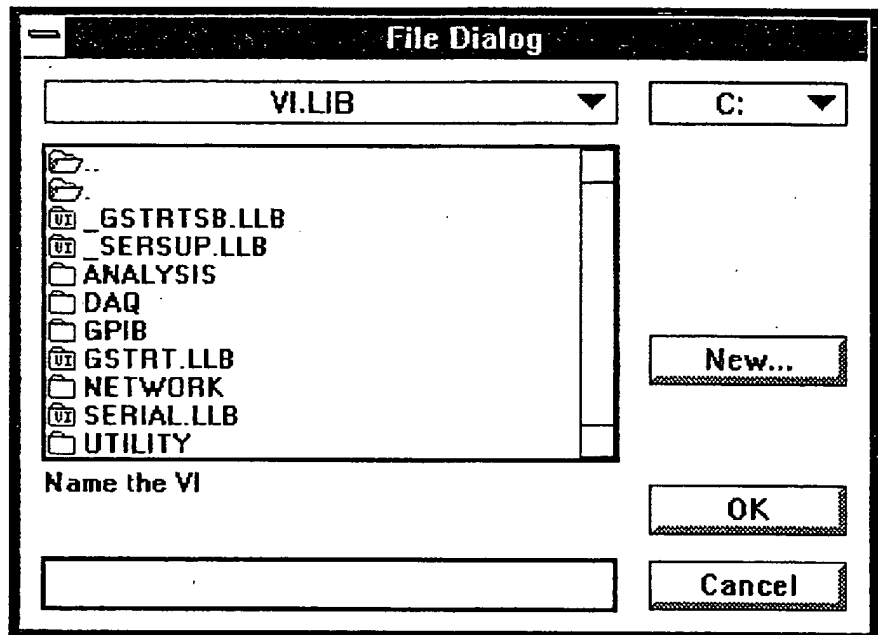 File Dialog
VI.LIB
C:
..
.
_GSTRTSB.LLB
_SERSUP.LLB
ANALYSIS
DAQ
GPIB
GSTRT.LLB
NETWORK
SERIAL.LLB
UTILITY
New...
Name the VI
OK
Cancel